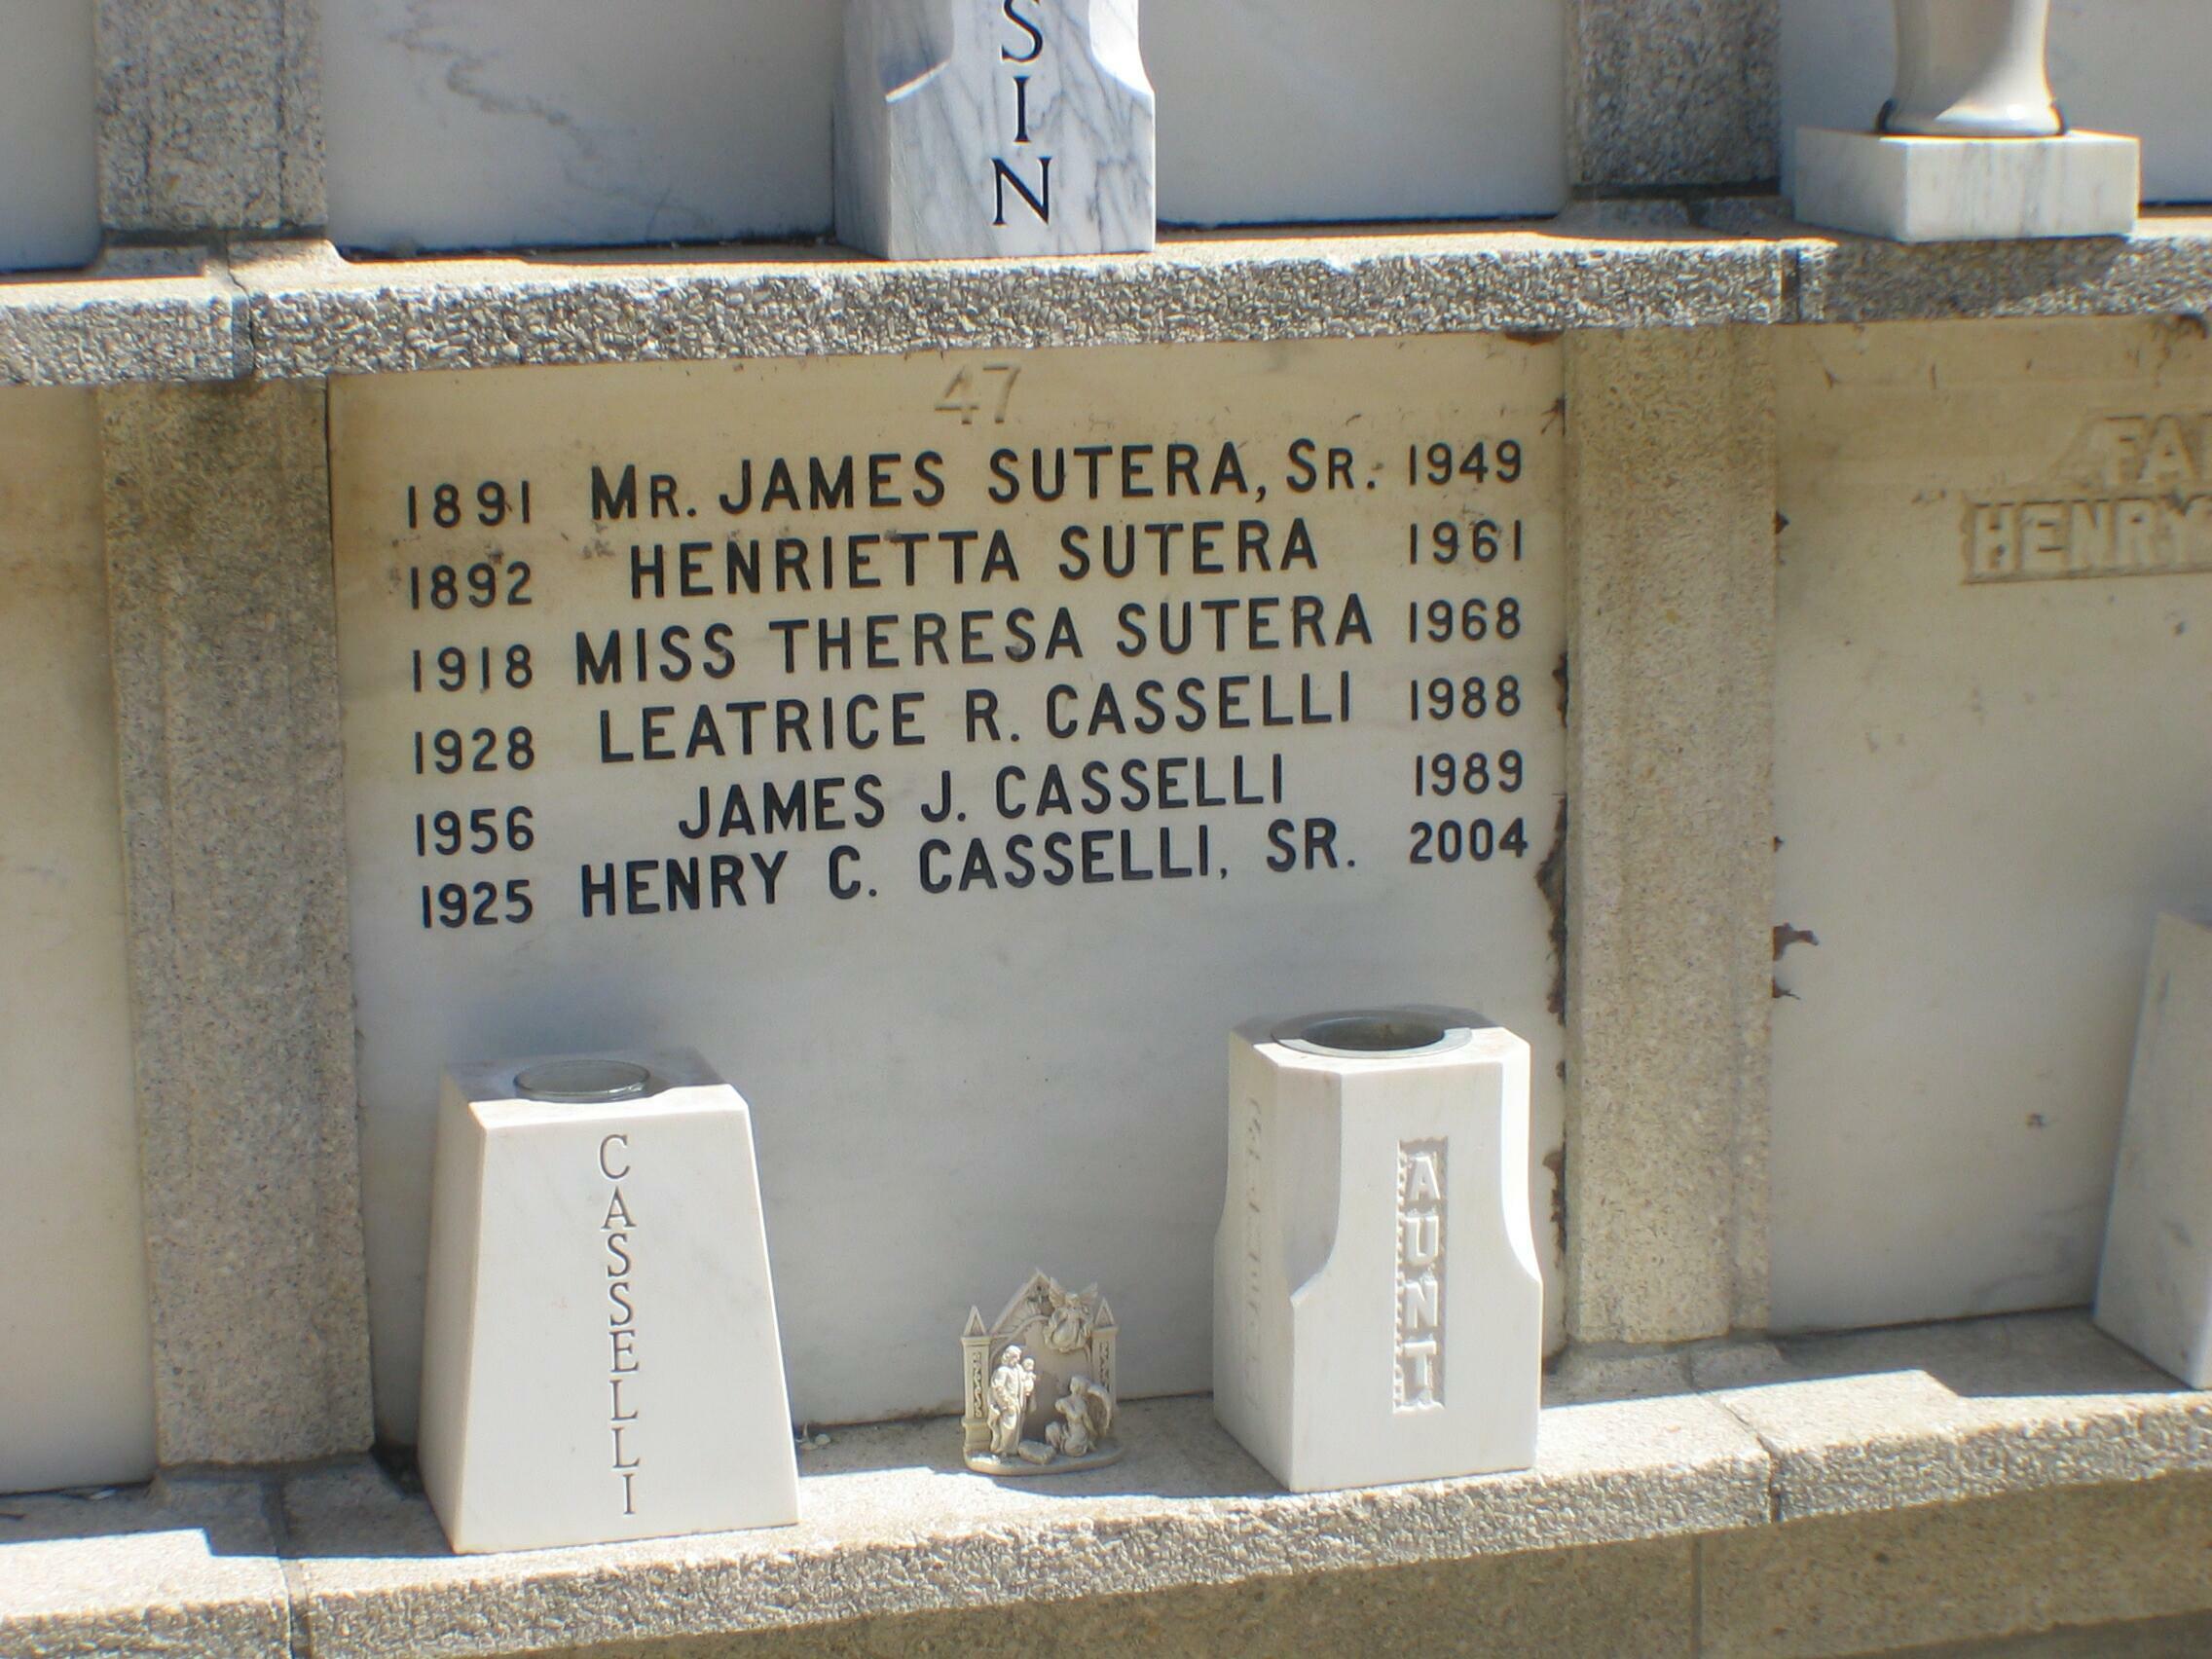 SIN
47
1891 MR. JAMES SUTERA, SR. 1949
1892 HENRIETTA SUTERA 1961
1918 MISS THERESA SUTERA 1968
1928 LEATRICE R. CASSELLI 1988
1956 JAMES J. CASSELLI 1989
1925 HENRY C. CASSELLI, SR. 2004
FA
HENRY
CASSELLI
AUNT